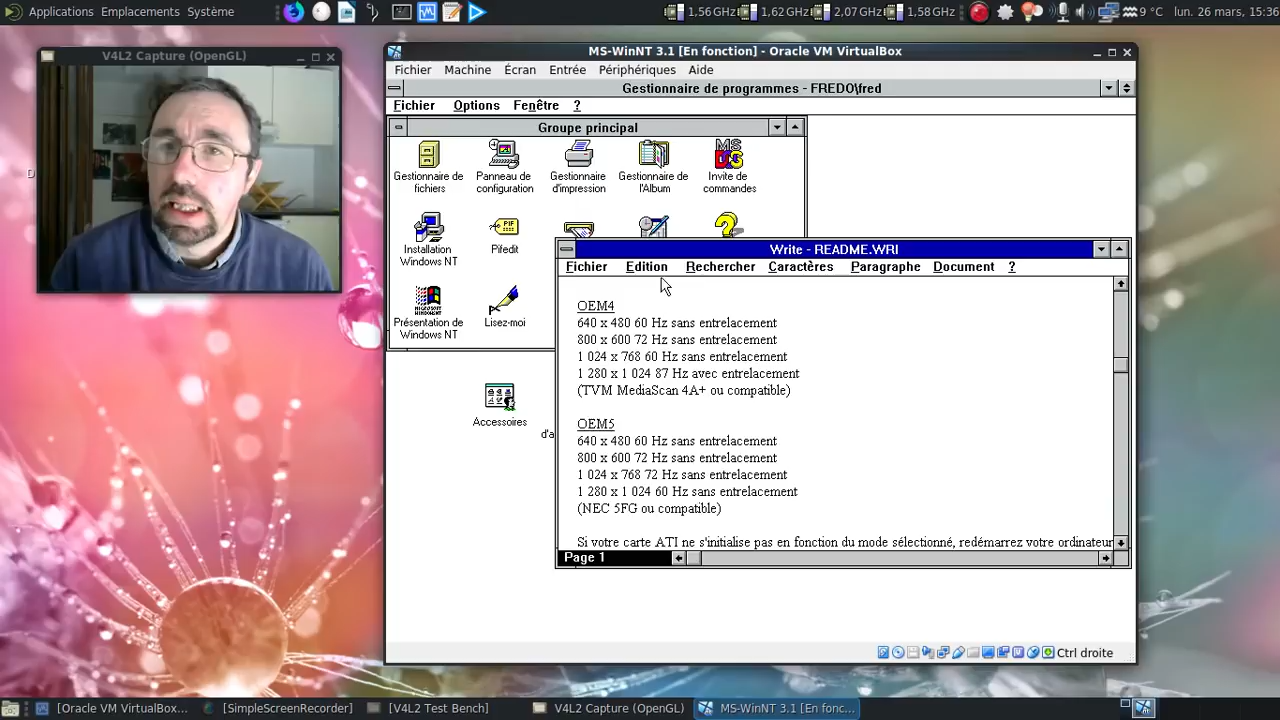 Applications Emplacements Système
1,56 GHz 1,62 GHz 2,07 GHz 1,58 GHz 9 °C lun. 26 mars, 15:36
V4L2 Capture (OpenGL)
MS-WinNT 3.1 [En fonction] - Oracle VM VirtualBox
Fichier Machine Écran Entrée Périphériques Aide
Gestionnaire de programmes - FREDO\fred
Fichier Options Fenêtre ?
Groupe principal
Gestionnaire de fichiers
Panneau de configuration
Gestionnaire d'impression
Gestionnaire de l'Album
MS DOS
Invite de commandes
Installation Windows NT
PIF
Pifedit
Présentation de Windows NT
Lisez-moi
Accessoires
d'a
Write - README.WRI
Fichier Edition Rechercher Caractères Paragraphe Document ?
OEM4
640 x 480 60 Hz sans entrelacement
800 x 600 72 Hz sans entrelacement
1 024 x 768 60 Hz sans entrelacement
1 280 x 1 024 87 Hz avec entrelacement
(TVM MediaScan 4A+ ou compatible)
OEM5
640 x 480 60 Hz sans entrelacement
800 x 600 72 Hz sans entrelacement
1 024 x 768 72 Hz sans entrelacement
1 280 x 1 024 60 Hz sans entrelacement
(NEC 5FG ou compatible)
Si votre carte ATI ne s'initialise pas en fonction du mode sélectionné, redémarrez votre ordinateur
Page 1
Ctrl droite
[Oracle VM VirtualBox... [SimpleScreenRecorder] [V4L2 Test Bench] V4L2 Capture (OpenGL) MS-WinNT 3.1 [En fonc...